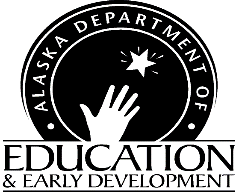 · ALASKA DEPARTMENT OF ·
EDUCATION
& EARLY DEVELOPMENT